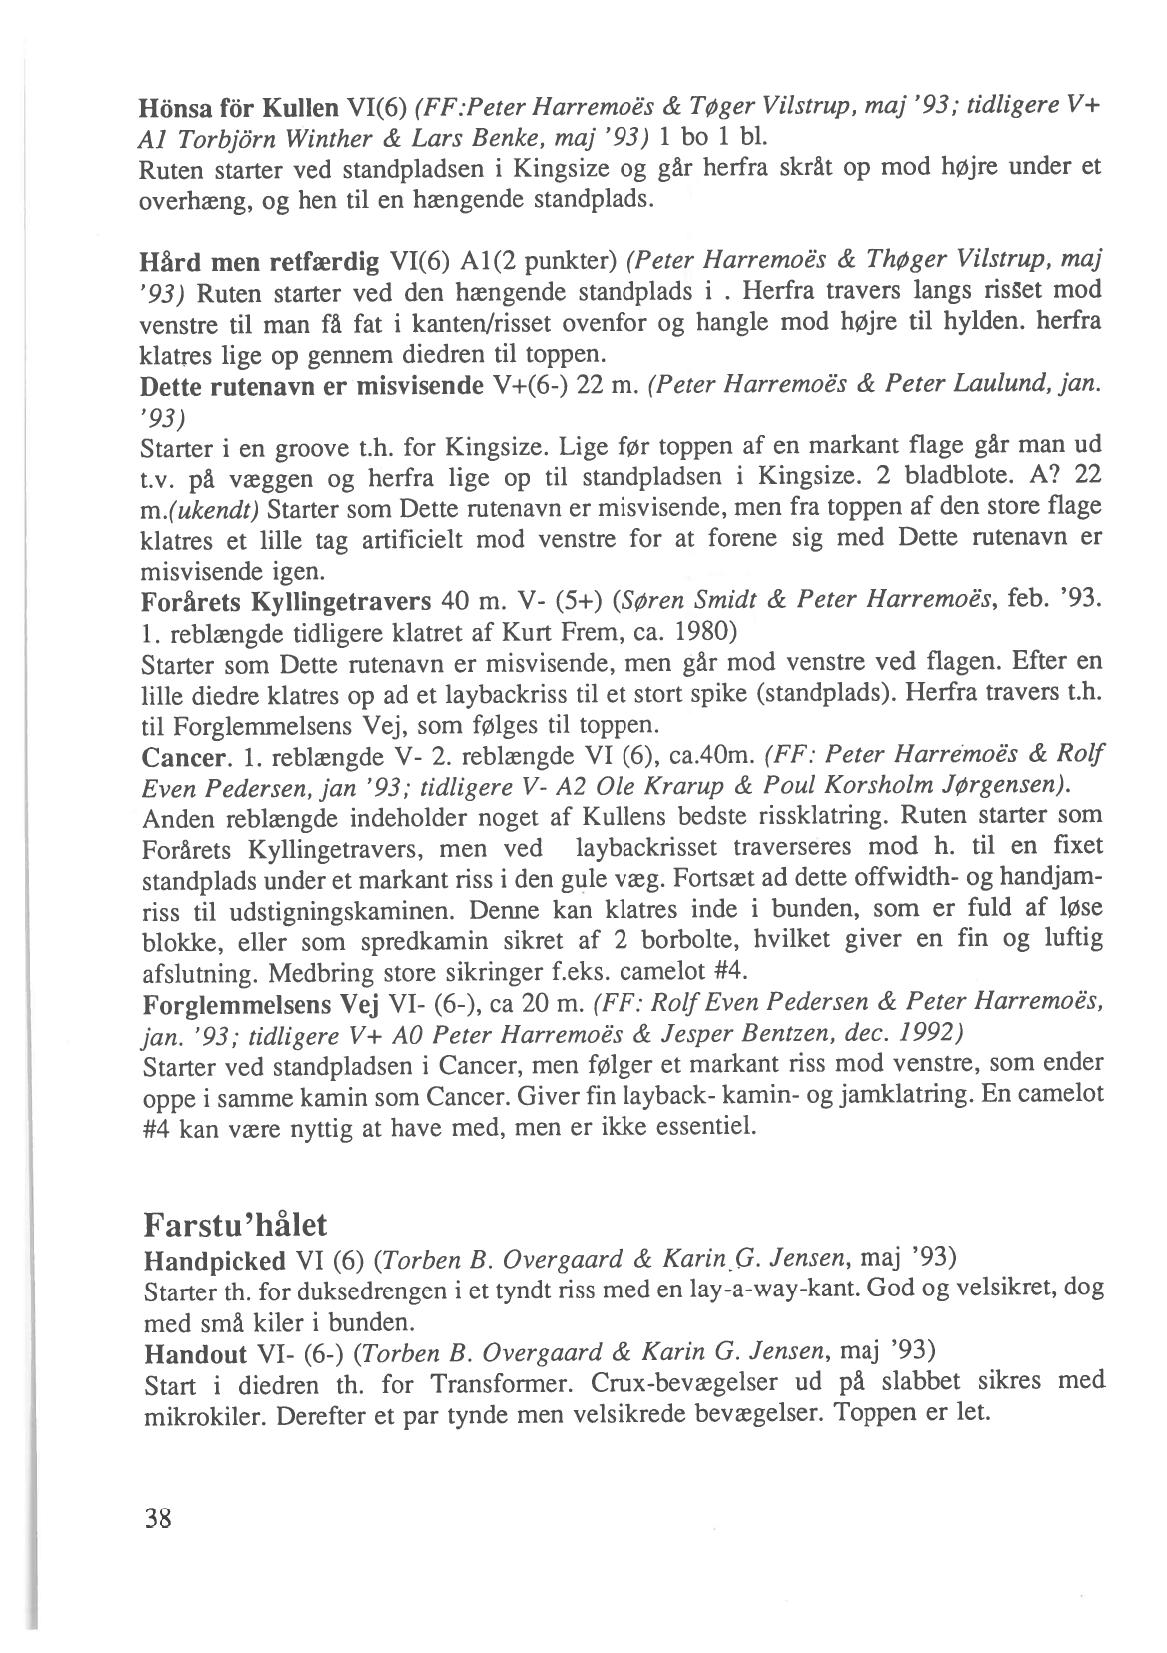 Hönsa för Kullen VI(6) (FF:Peter Harremoës & Tøger Vilstrup, maj ’93; tidligere V+
A1 Torbjörn Winther & Lars Benke, maj ’93) 1 bo 1 bl.
Ruten starter ved standpladsen i Kingsize og går herfra skråt op mod højre under et
overhæng, og hen til en hængende standplads.

Hård men retfærdig VI(6) A1(2 punkter) (Peter Harremoës & Thøger Vilstrup, maj
’93) Ruten starter ved den hængende standplads i . Herfra travers langs risset mod
venstre til man få fat i kanten/risset ovenfor og hangle mod højre til hylden. herfra
klatres lige op gennem diedren til toppen.
Dette rutenavn er misvisende V+(6-) 22 m. (Peter Harremoës & Peter Laulund, jan.
’93)
Starter i en groove t.h. for Kingsize. Lige før toppen af en markant flage går man ud
t.v. på væggen og herfra lige op til standpladsen i Kingsize. 2 bladblote. A? 22
m.(ukendt) Starter som Dette rutenavn er misvisende, men fra toppen af den store flage
klatres et lille tag artificielt mod venstre for at forene sig med Dette rutenavn er
misvisende igen.
Forårets Kyllingetravers 40 m. V- (5+) (Søren Smidt & Peter Harremoës, feb. ’93.
1. reblængde tidligere klatret af Kurt Frem, ca. 1980)
Starter som Dette rutenavn er misvisende, men går mod venstre ved flagen. Efter en
lille diedre klatres op ad et laybackriss til et stort spike (standplads). Herfra travers t.h.
til Forglemmelsens Vej, som følges til toppen.
Cancer. 1. reblængde V- 2. reblængde VI (6), ca.40m. (FF: Peter Harremoës & Rolf
Even Pedersen, jan ’93; tidligere V- A2 Ole Krarup & Poul Korsholm Jørgensen).
Anden reblængde indeholder noget af Kullens bedste rissklatring. Ruten starter som
Forårets Kyllingetravers, men ved laybackrisset traverseres mod h. til en fixet
standplads under et markant riss i den gule væg. Fortsæt ad dette offwidth- og handjam-
riss til udstigningskaminen. Denne kan klatres inde i bunden, som er fuld af løse
blokke, eller som spredkamin sikret af 2 borbolte, hvilket giver en fin og luftig
afslutning. Medbring store sikringer f.eks. camelot #4.
Forglemmelsens Vej VI- (6-), ca 20 m. (FF: Rolf Even Pedersen & Peter Harremoës,
jan. ’93; tidligere V+ AO Peter Harremoës & Jesper Bentzen, dec. 1992)
Starter ved standpladsen i Cancer, men følger et markant riss mod venstre, som ender
oppe i samme kamin som Cancer. Giver fin layback- kamin- og jamklatring. En camelot
#4 kan være nyttig at have med, men er ikke essentiel.

Farstu’hålet
Handpicked VI (6) (Torben B. Overgaard & Karin G. Jensen, maj ’93)
Starter th. for duksedrengen i et tyndt riss med en lay-a-way-kant. God og velsikret, dog
med små kiler i bunden.
Handout VI- (6-) (Torben B. Overgaard & Karin G. Jensen, maj ’93)
Start i diedren th. for Transformer. Crux-bevægelser ud på slabbet sikres med
mikrokiler. Derefter et par tynde men velsikrede bevægelser. Toppen er let.

38